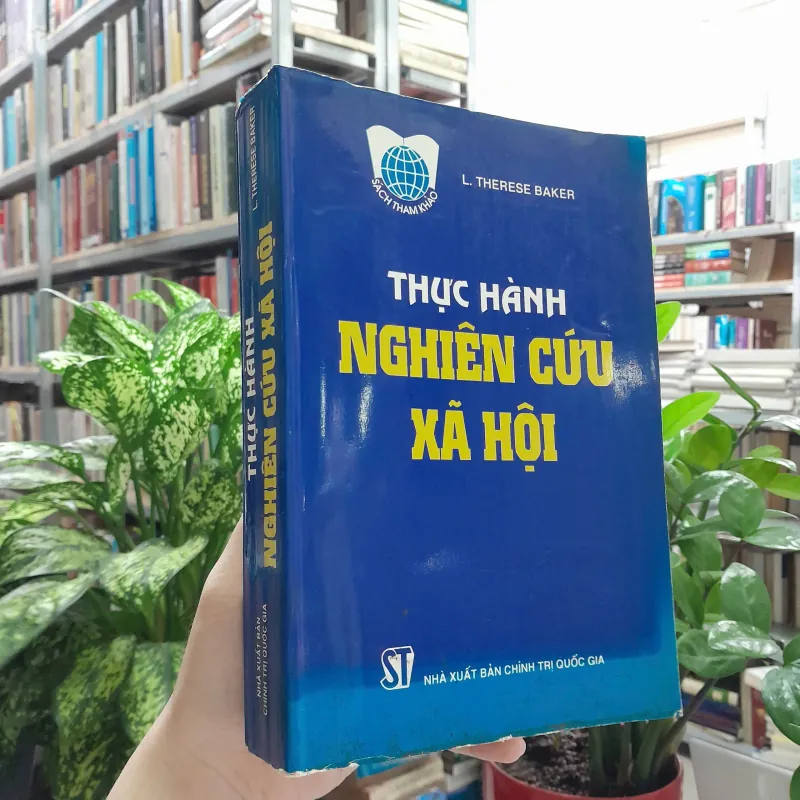 SÁCH THAM KHẢO
L. THERESE BAKER
THỰC HÀNH
NGHIÊN CỨU
XÃ HỘI
ST
NHÀ XUẤT BẢN CHÍNH TRỊ QUỐC GIA
L. THERESE BAKER
THỰC HÀNH
NGHIÊN CỨU XÃ HỘI
NHÀ XUẤT BẢN
CHÍNH TRỊ QUỐC GIA